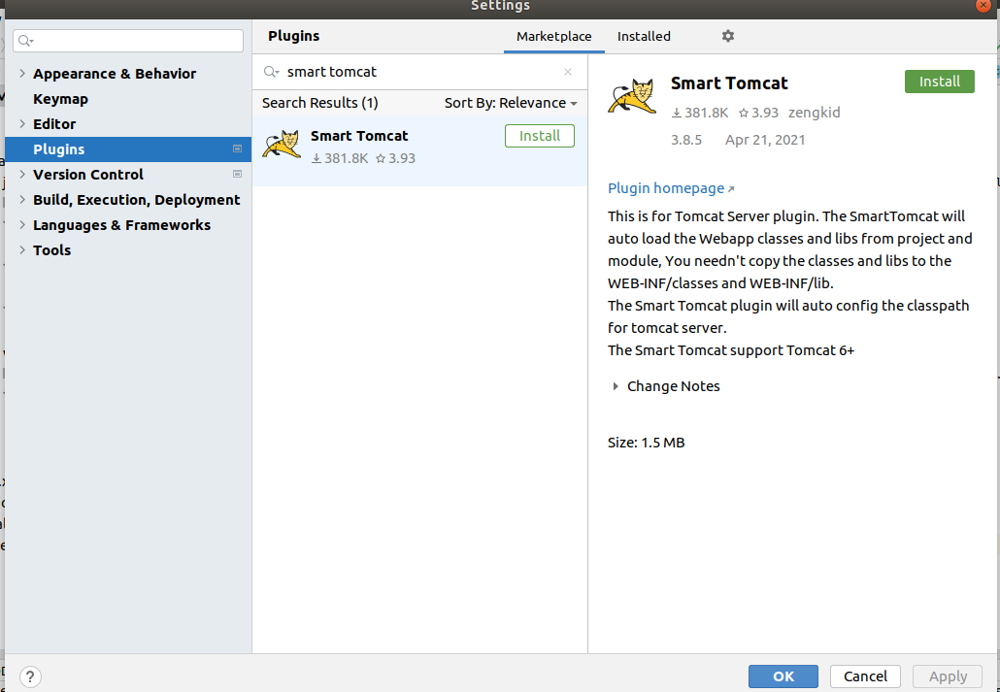 Settings
Plugins
Marketplace
Installed
Appearance & Behavior
Keymap
Editor
Plugins
Version Control
Build, Execution, Deployment
Languages & Frameworks
Tools
smart tomcat
Search Results (1)
Sort By: Relevance
Smart Tomcat
381.8K 3.93
Install
Smart Tomcat
Install
381.8K 3.93 zengkid
3.8.5 Apr 21, 2021
Plugin homepage
This is for Tomcat Server plugin. The SmartTomcat will
auto load the Webapp classes and libs from project and
module, You needn't copy the classes and libs to the
WEB-INF/classes and WEB-INF/lib.
The Smart Tomcat plugin will auto config the classpath
for tomcat server.
The Smart Tomcat support Tomcat 6+
Change Notes
Size: 1.5 MB
?
OK
Cancel
Apply